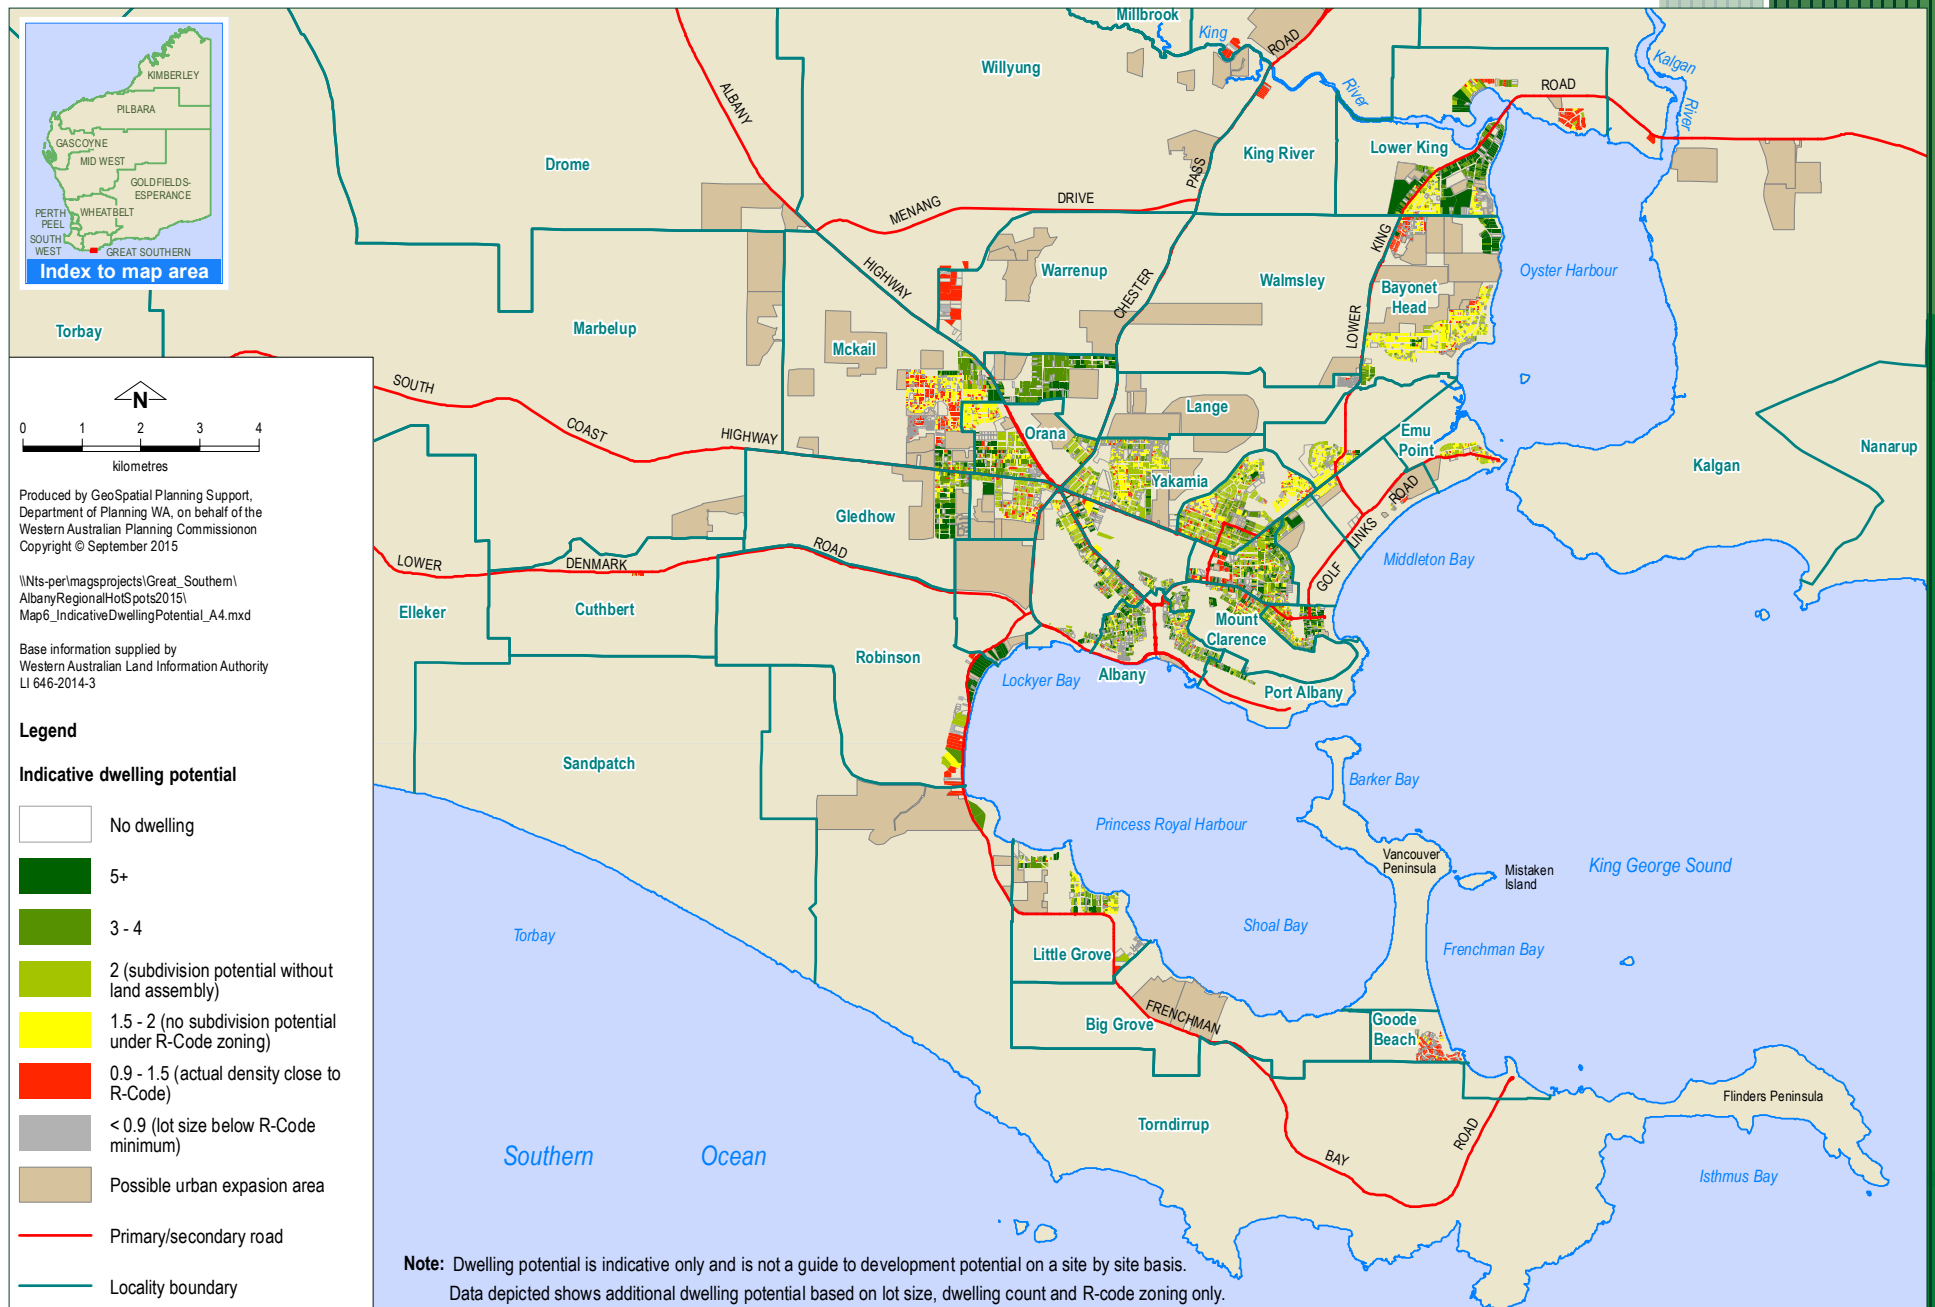 KIMBERLEY
PILBARA
GASCOYNE
MID WEST
GOLDFIELDS-
ESPERANCE
PERTH
PEEL
WHEATBELT
SOUTH
WEST
GREAT SOUTHERN
Index to map area
Millbrook
King
ROAD
Willyung
River
Kalgan
River
ROAD
ALBANY
Drome
King River
Lower King
PASS
MENANG
DRIVE
KING
HIGHWAY
Warrenup
Walmsley
Oyster Harbour
CHESTER
Bayonet
Head
Torbay
Marbelup
Mckail
LOWER
SOUTH
COAST
HIGHWAY
Lange
Orana
Emu
Point
Nanarup
Kalgan
Yakamia
ROAD
Gledhow
LINKS
GOLF
Middleton Bay
LOWER
DENMARK
ROAD
Elleker
Cuthbert
Mount
Clarence
Robinson
Lockyer Bay
Albany
Port Albany
Sandpatch
Barker Bay
Princess Royal Harbour
Vancouver
Peninsula
Mistaken
Island
King George Sound
Torbay
Shoal Bay
Frenchman Bay
Little Grove
FRENCHMAN
Big Grove
Goode
Beach
Torndirrup
Flinders Peninsula
BAY
ROAD
Isthmus Bay
Southern Ocean
N
0 1 2 3 4
kilometres
Produced by GeoSpatial Planning Support,
Department of Planning WA, on behalf of the
Western Australian Planning Commissionon
Copyright © September 2015
\\Nts-per\magsprojects\Great_Southern\
AlbanyRegionalHotSpots2015\
Map6_IndicativeDwellingPotential_A4.mxd
Base information supplied by
Western Australian Land Information Authority
LI 646-2014-3
Legend
Indicative dwelling potential
No dwelling
5+
3 - 4
2 (subdivision potential without
land assembly)
1.5 - 2 (no subdivision potential
under R-Code zoning)
0.9 - 1.5 (actual density close to
R-Code)
< 0.9 (lot size below R-Code
minimum)
Possible urban expasion area
Primary/secondary road
Locality boundary
Note: Dwelling potential is indicative only and is not a guide to development potential on a site by site basis.
Data depicted shows additional dwelling potential based on lot size, dwelling count and R-code zoning only.